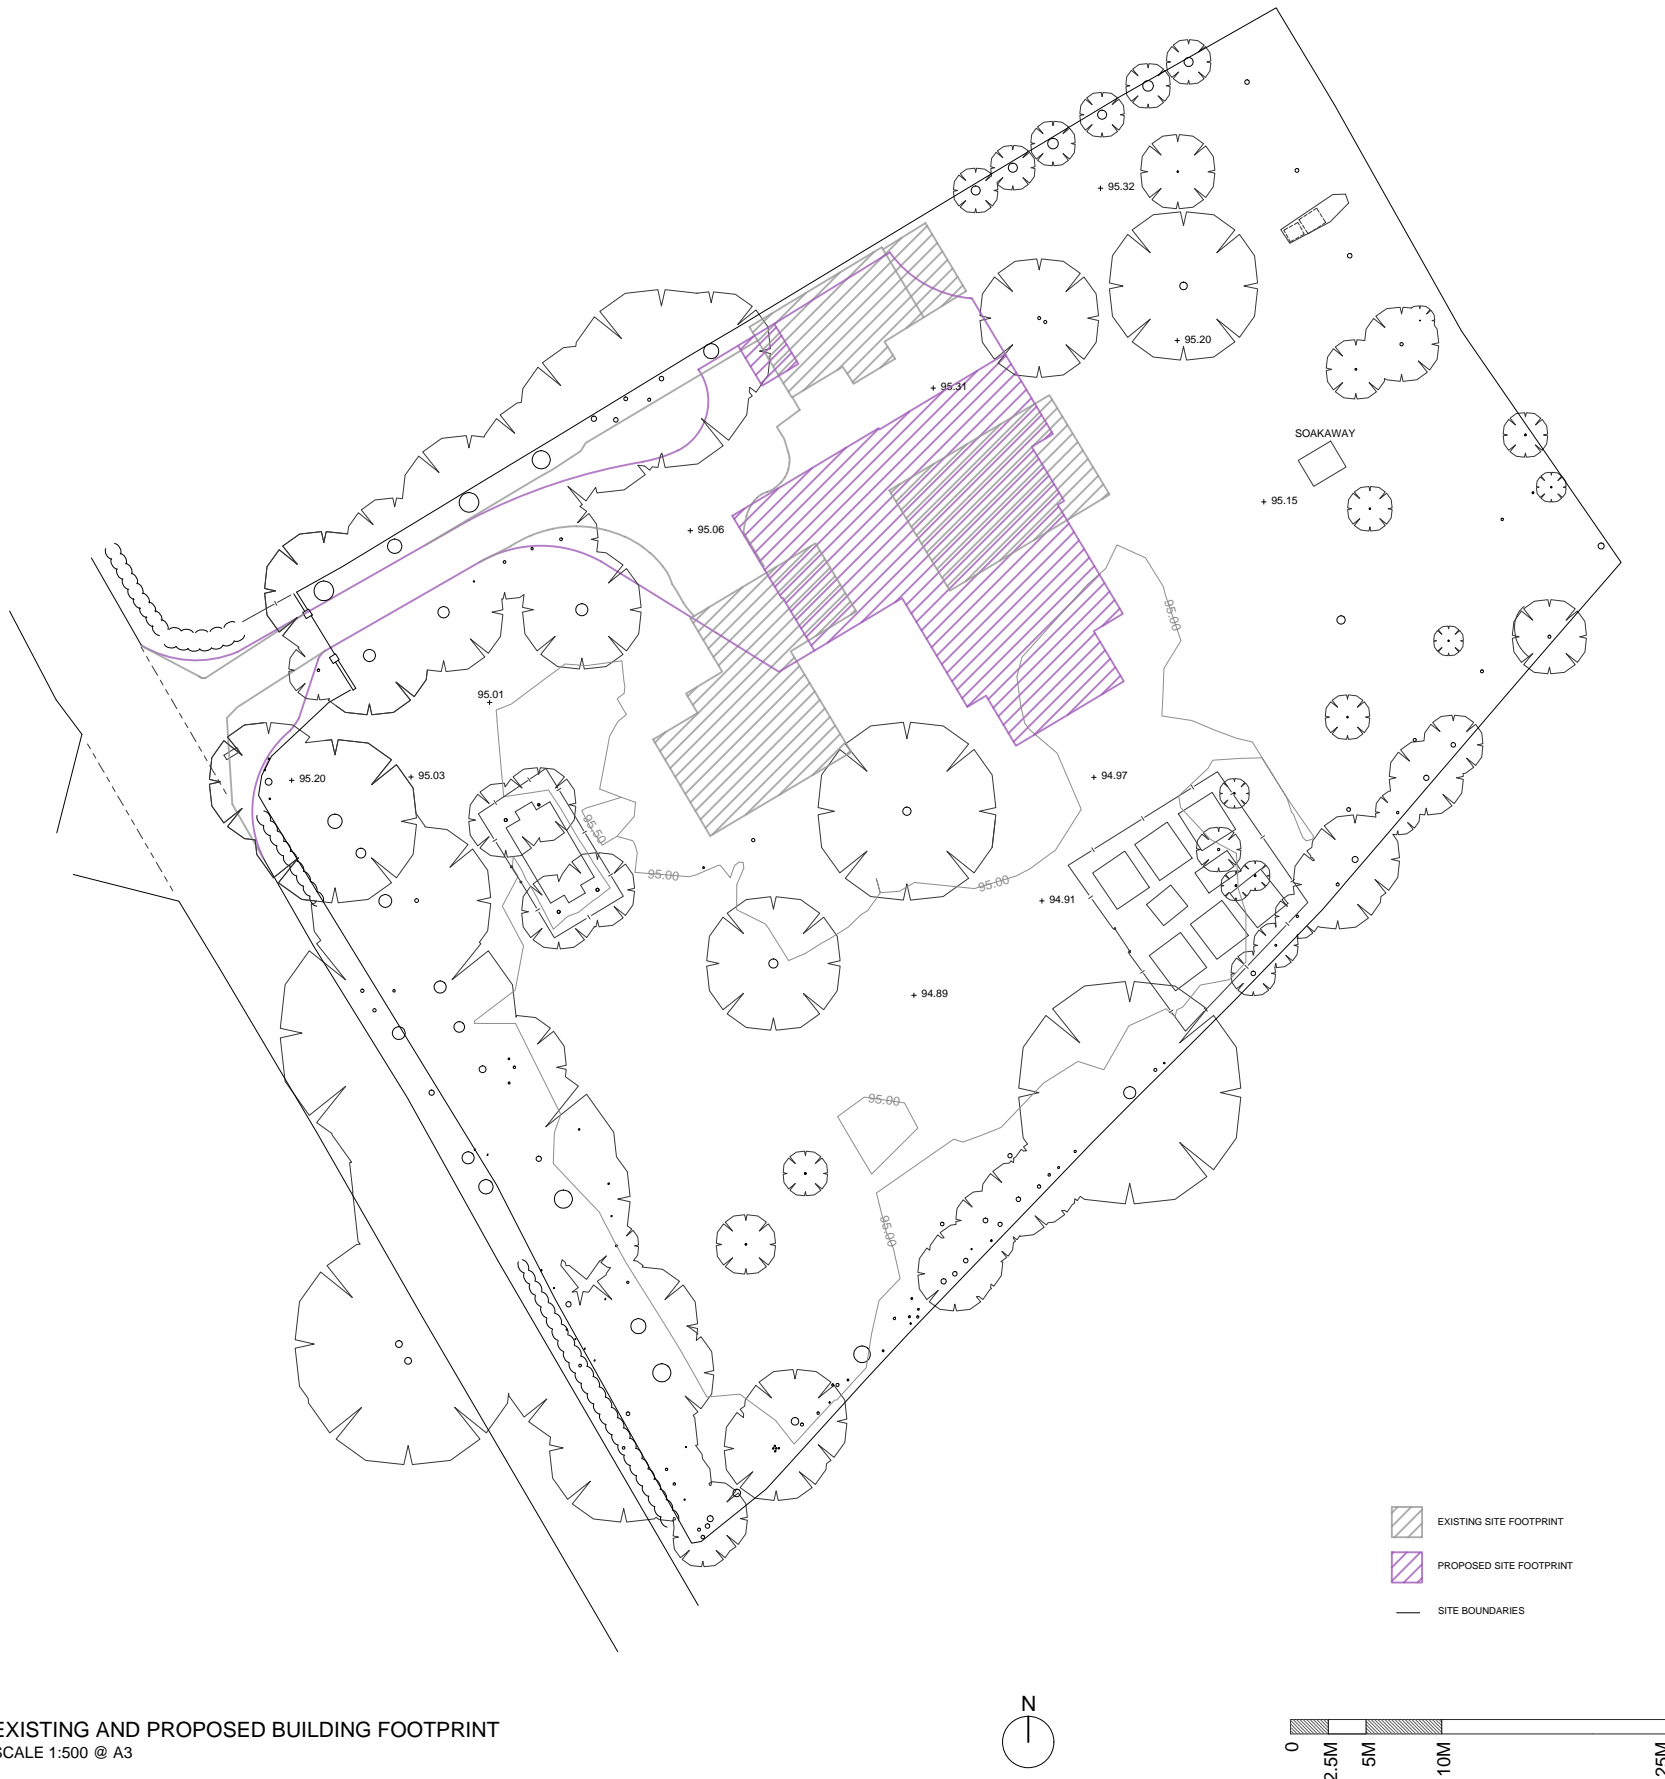 95.32
95.20
95.31
SOAKAWAY
95.15
95.06
95.00
95.01
95.20
95.03
94.97
95.50
95.00
95.00
94.91
94.89
95.00
95.00
EXISTING SITE FOOTPRINT
PROPOSED SITE FOOTPRINT
SITE BOUNDARIES
N
EXISTING AND PROPOSED BUILDING FOOTPRINT
SCALE 1:500 @ A3
0
2.5M
5M
10M
25M